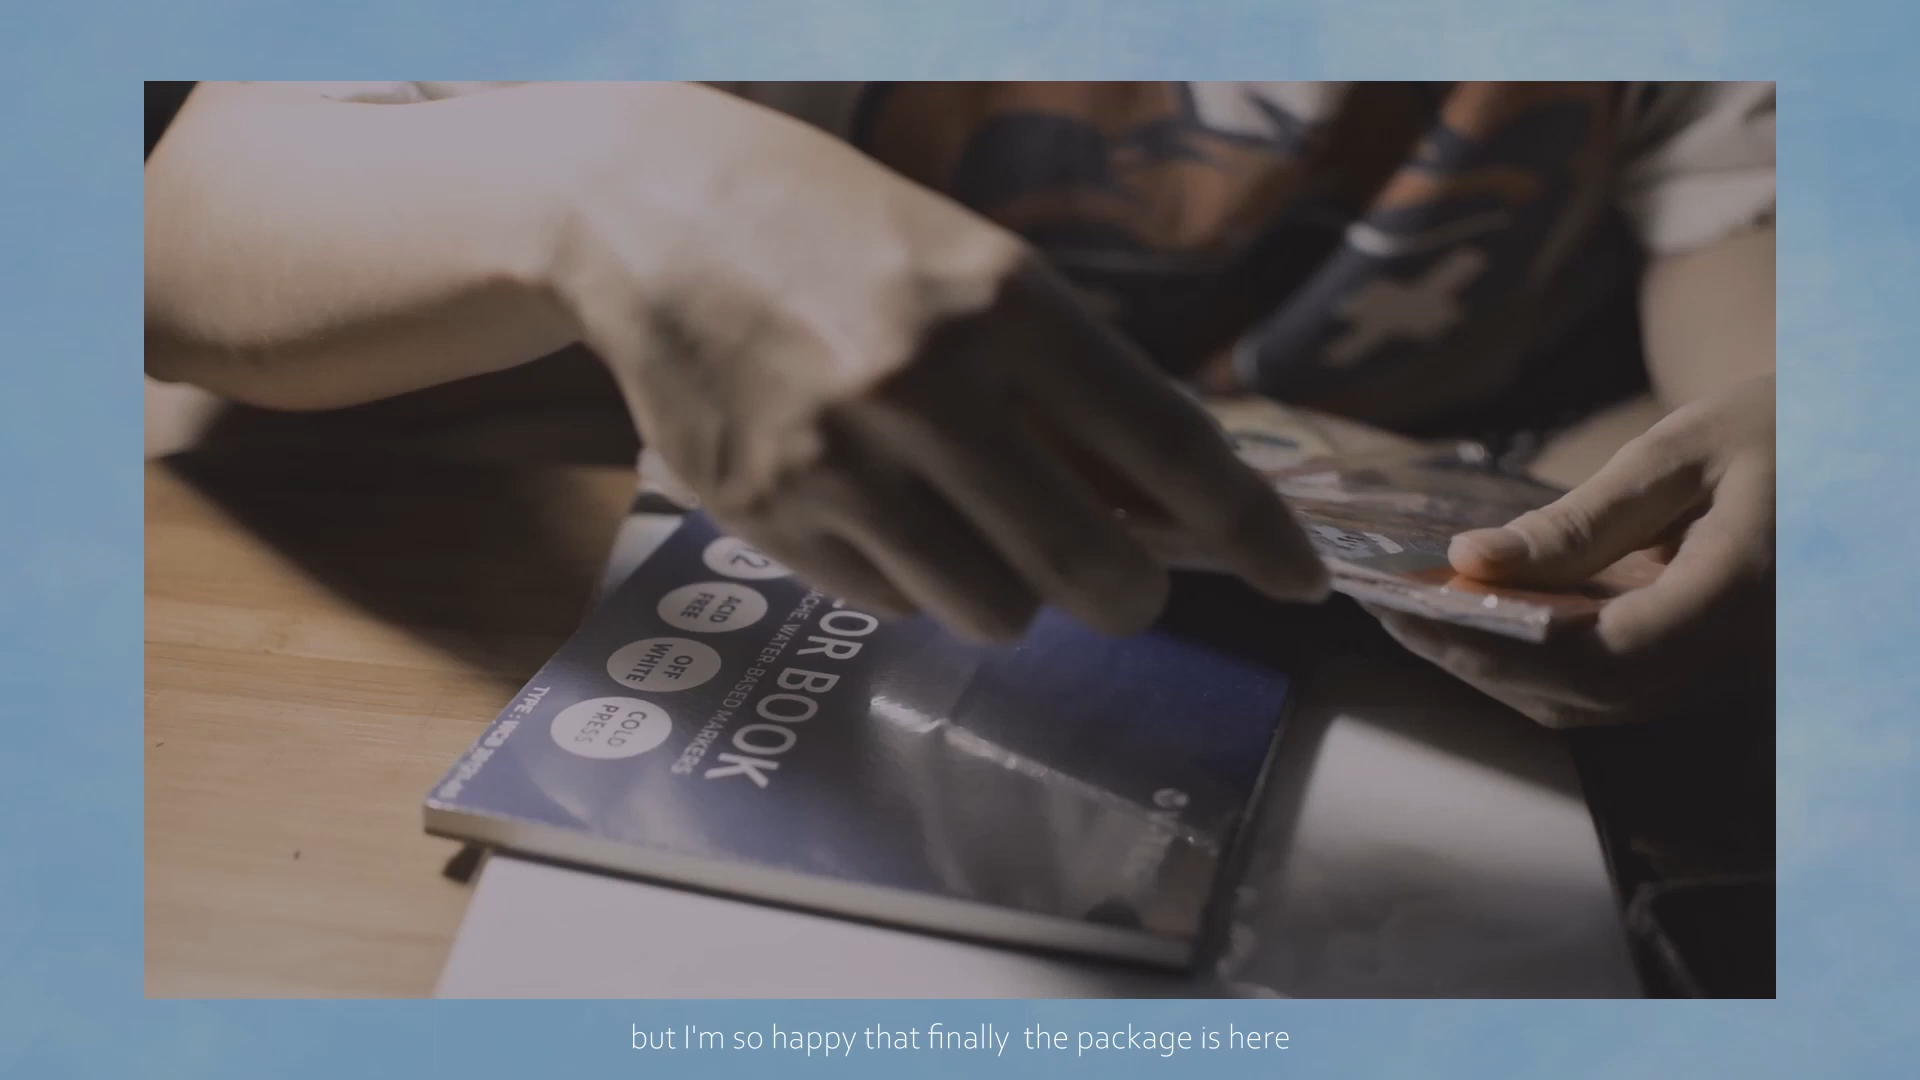 ACID
FREE
OFF
WHITE
COLD
PRESS
WATER-BASED MARKERS
OR BOOK
TYPE :
but I'm so happy that finally the package is here